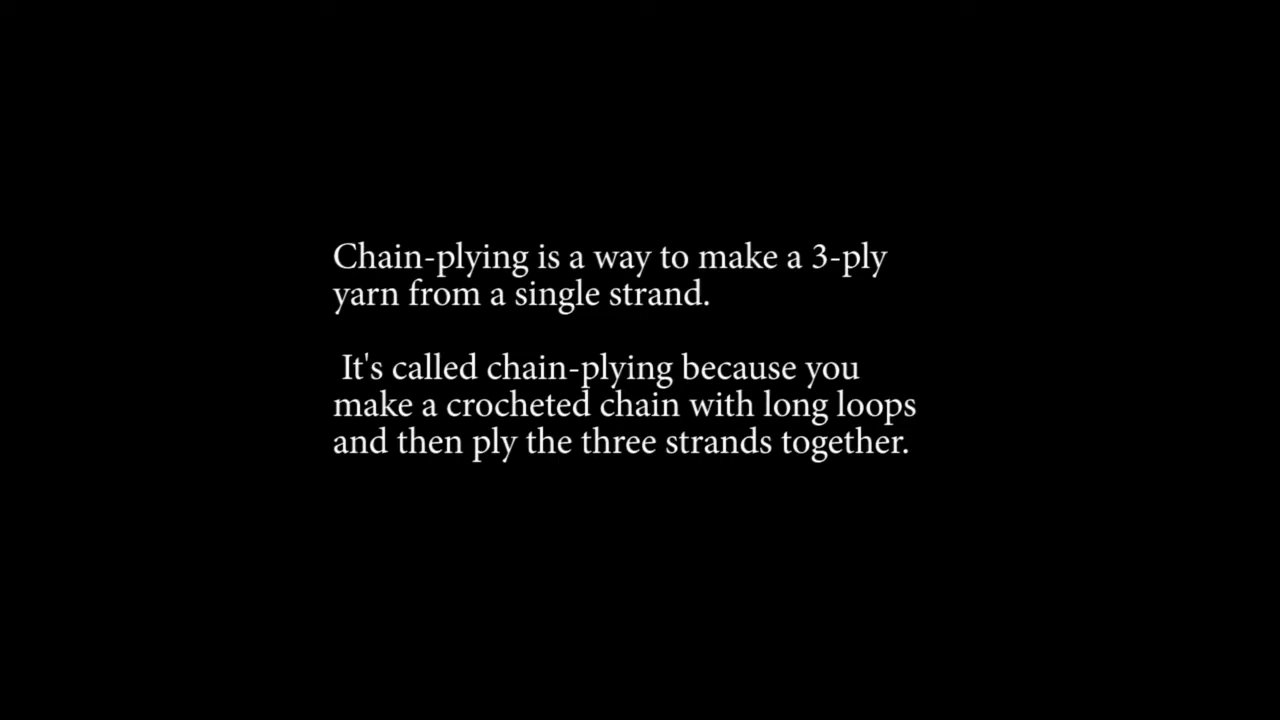 Chain-plying is a way to make a 3-ply
yarn from a single strand.
It's called chain-plying because you
make a crocheted chain with long loops
and then ply the three strands together.